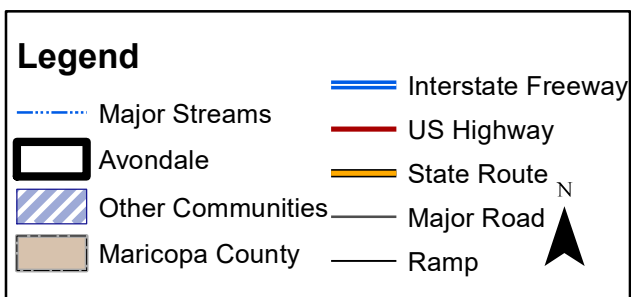 Legend
Major Streams
Avondale
Other Communities
Maricopa County
Interstate Freeway
US Highway
State Route
Major Road
Ramp
N